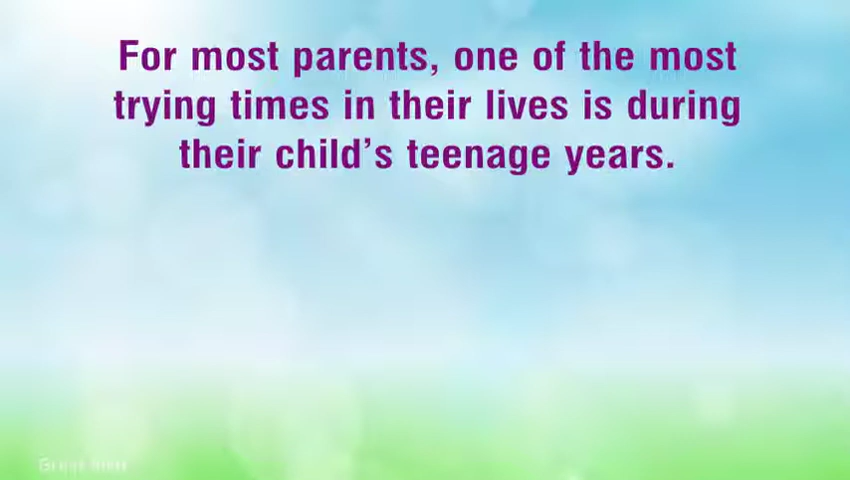 For most parents, one of the most
trying times in their lives is during
their child’s teenage years.